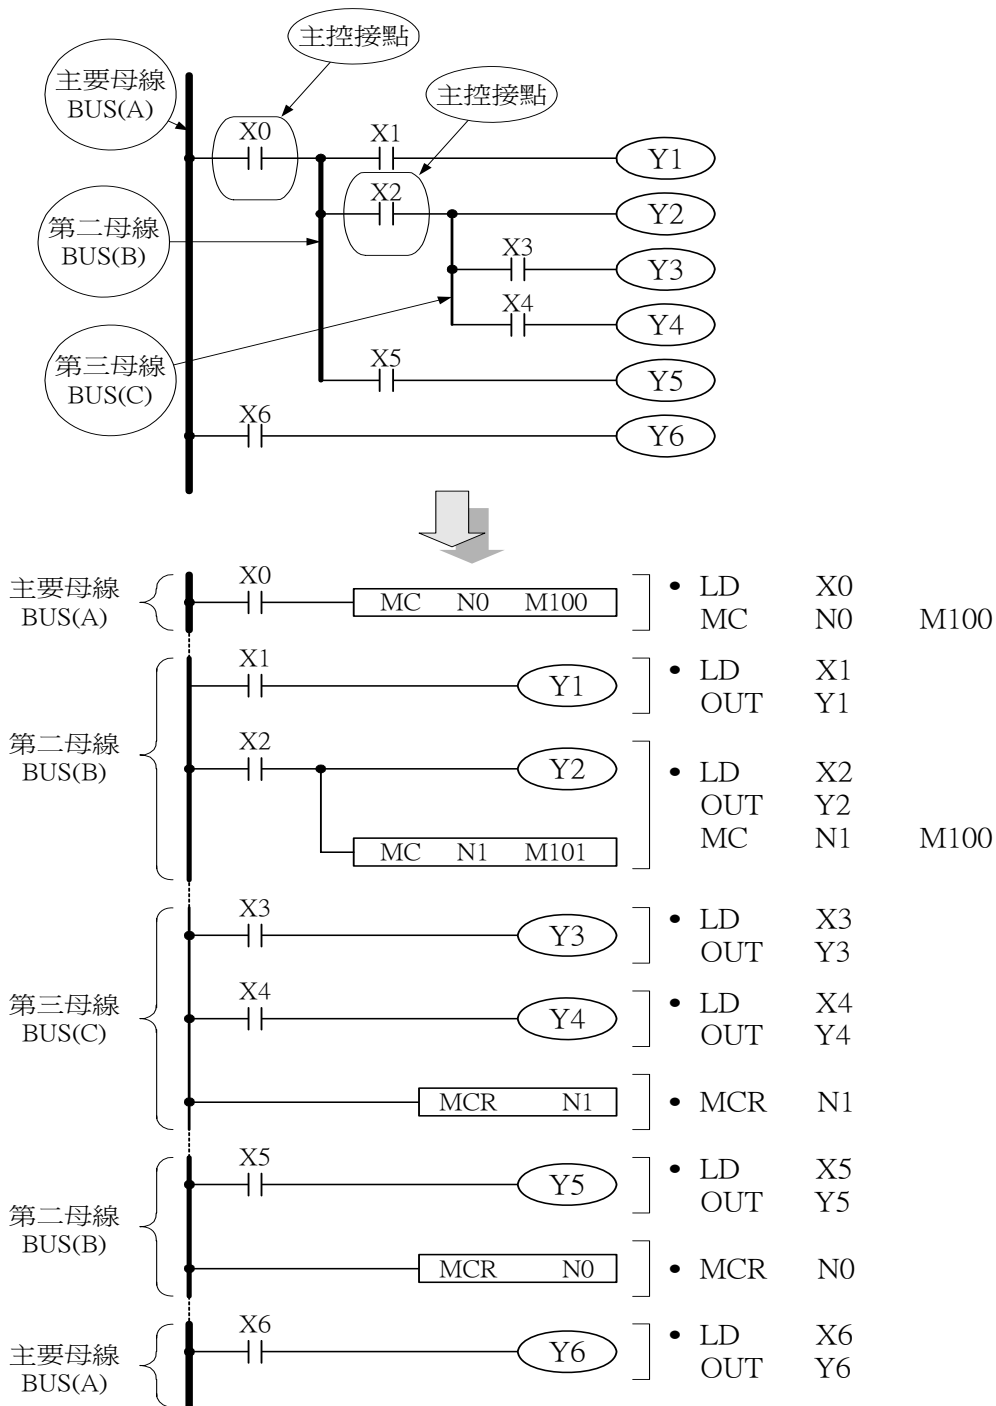 主控接點
主要母線
BUS(A)
主控接點
X0
X1
Y1
X2
第二母線
BUS(B)
Y2
X3
Y3
X4
Y4
第三母線
BUS(C)
X5
Y5
X6
Y6
主要母線
BUS(A)
X0
MC N0 M100
• LD X0
MC N0 M100
X1
Y1
• LD X1
OUT Y1
第二母線
BUS(B)
X2
Y2
• LD X2
OUT Y2
MC N1 M101
MC N1 M100
X3
Y3
• LD X3
OUT Y3
第三母線
BUS(C)
X4
Y4
• LD X4
OUT Y4
MCR N1
• MCR N1
X5
Y5
• LD X5
OUT Y5
第二母線
BUS(B)
MCR N0
• MCR N0
主要母線
BUS(A)
X6
Y6
• LD X6
OUT Y6